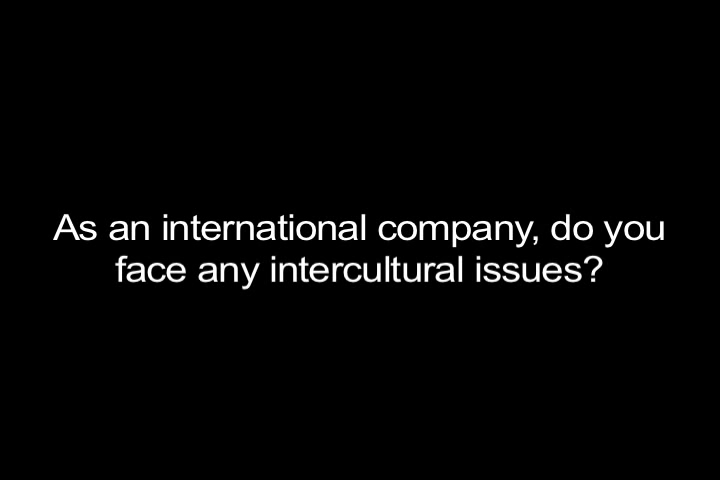 As an international company, do you
face any intercultural issues?